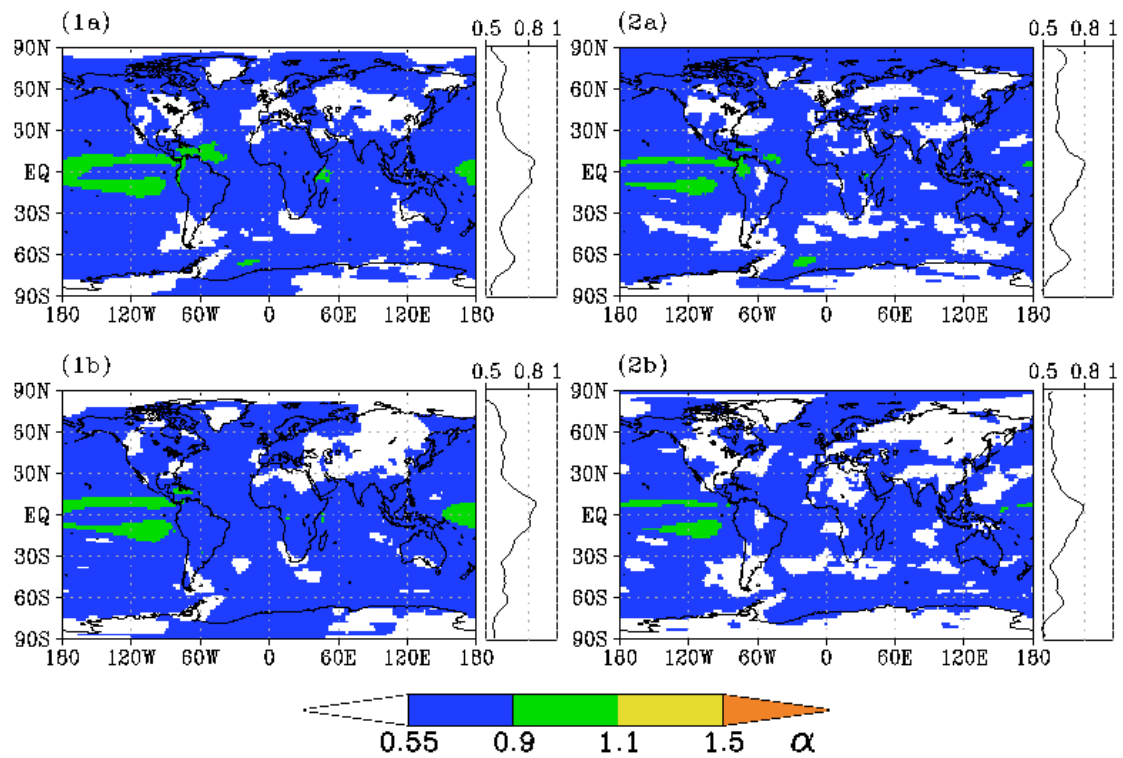 (1a) 0.5 0.8 1 (2a) 0.5 0.8 1
90N 90N
60N 60N
30N 30N
EQ EQ
30S 30S
60S 60S
90S 90S
180 120W 60W 0 60E 120E 180 180 120W 60W 0 60E 120E 180
(1b) 0.5 0.8 1 (2b) 0.5 0.8 1
90N 90N
60N 60N
30N 30N
EQ EQ
30S 30S
60S 60S
90S 90S
180 120W 60W 0 60E 120E 180 180 120W 60W 0 60E 120E 180
0.55 0.9 1.1 1.5 α